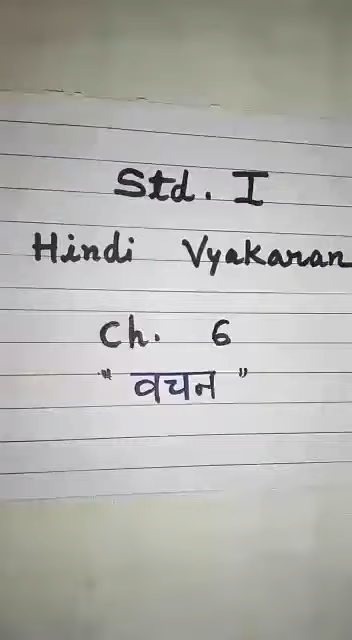 Std. I
Hindi Vyakaran
Ch. 6
" वचन "